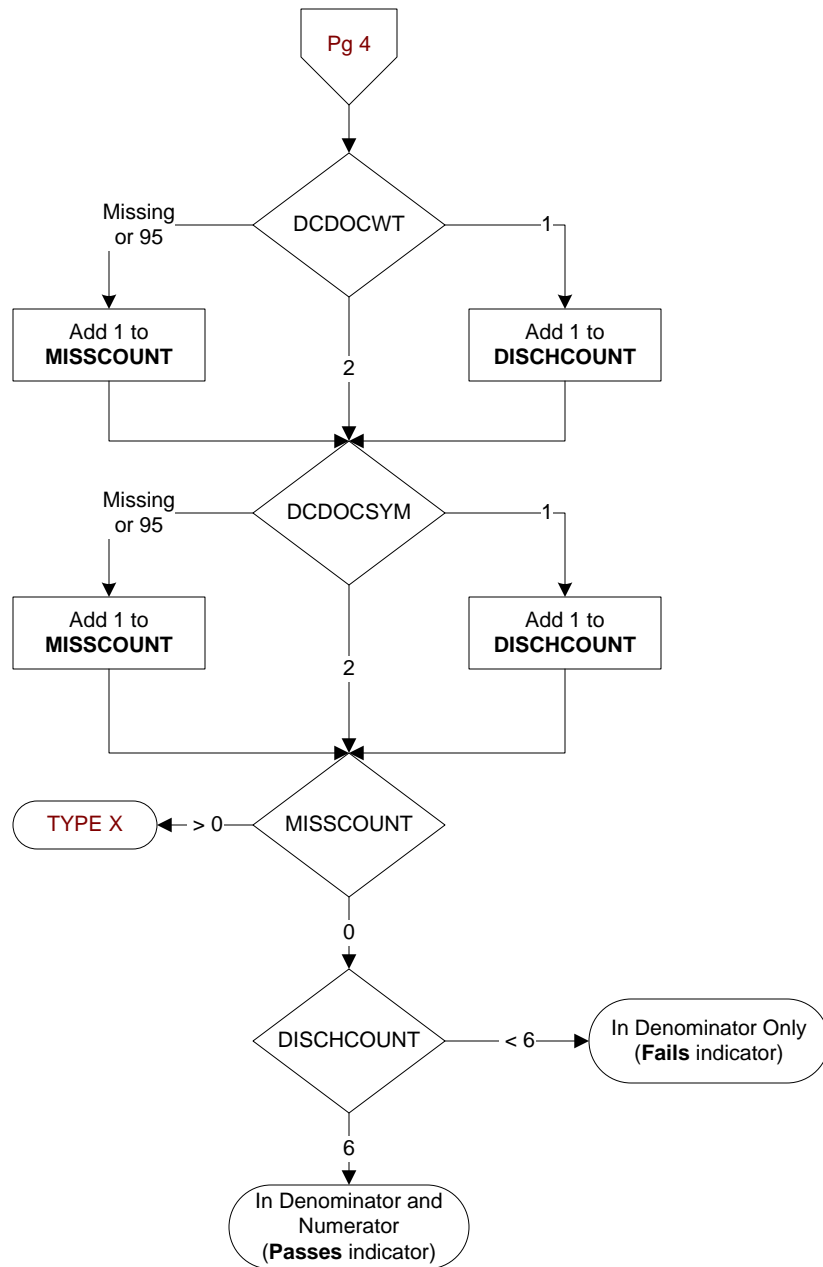 Pg 4
DCDOCWT
Missing
or 95
1
Add 1 to
MISSCOUNT
Add 1 to
DISCHCOUNT
2
DCDOCSYM
Missing
or 95
1
Add 1 to
MISSCOUNT
Add 1 to
DISCHCOUNT
2
MISSCOUNT
TYPE X
> 0
0
DISCHCOUNT
< 6
In Denominator Only
(Fails indicator)
6
In Denominator and
Numerator
(Passes indicator)